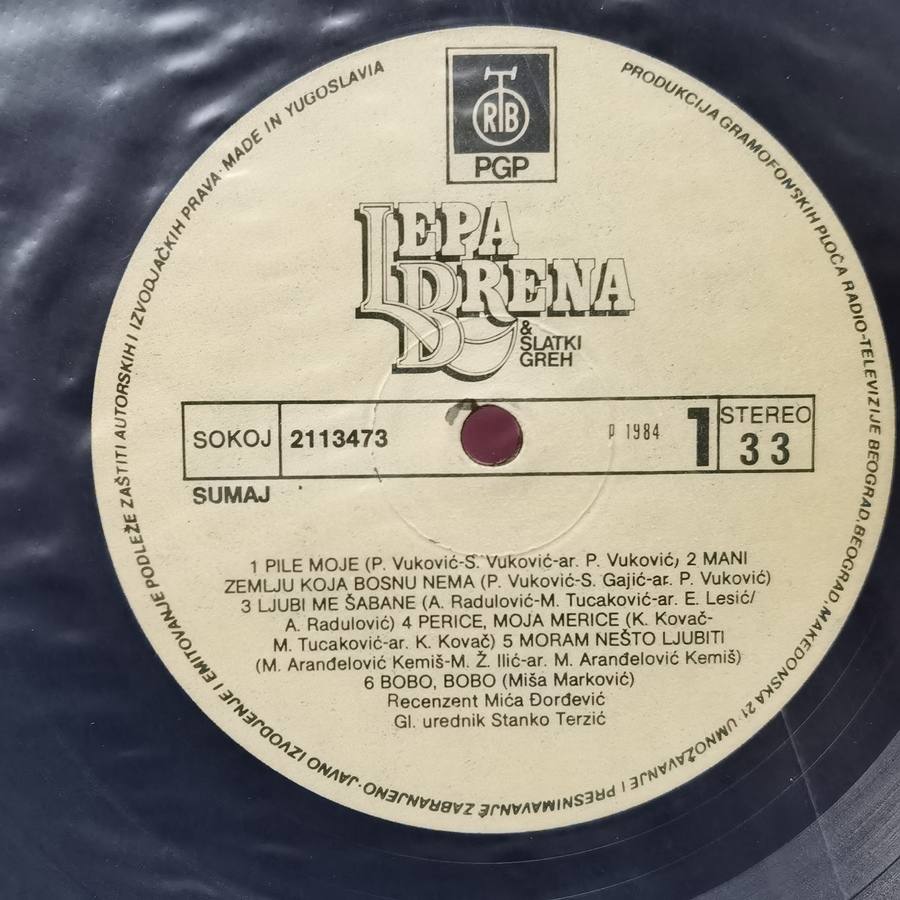 PRODUKCIJA GRAMOFONSKIH PLOČA RADIO-TELEVIZIJE BEOGRAD, BEOGRAD, MAKEDONSKA 21 · UMNOŽAVANJE I PRESNIMAVANJE ZABRANJENO · JAVNO IZVODJENJE I EMITOVANJE PODLEŽE ZAŠTITI AUTORSKIH I IZVODJAČKIH PRAVA · MADE IN YUGOSLAVIA
RTB
PGP
LEPA
BRENA
& SLATKI
GREH
SOKOJ 2113473 P 1984 1 STEREO
33
SUMAJ
1 PILE MOJE (P. Vuković-S. Vuković-ar. P. Vuković) 2 MANI
ZEMLJU KOJA BOSNU NEMA (P. Vuković-S. Gajić-ar. P. Vuković)
3 LJUBI ME ŠABANE (A. Radulović-M. Tucaković-ar. E. Lesić/
A. Radulović) 4 PERICE, MOJA MERICE (K. Kovač-
M. Tucaković-ar. K. Kovač) 5 MORAM NEŠTO LJUBITI
(M. Aranđelović Kemiš-M. Ž. Ilić-ar. M. Aranđelović Kemiš)
6 BOBO, BOBO (Miša Marković)
Recenzent Mića Đorđević
Gl. urednik Stanko Terzić